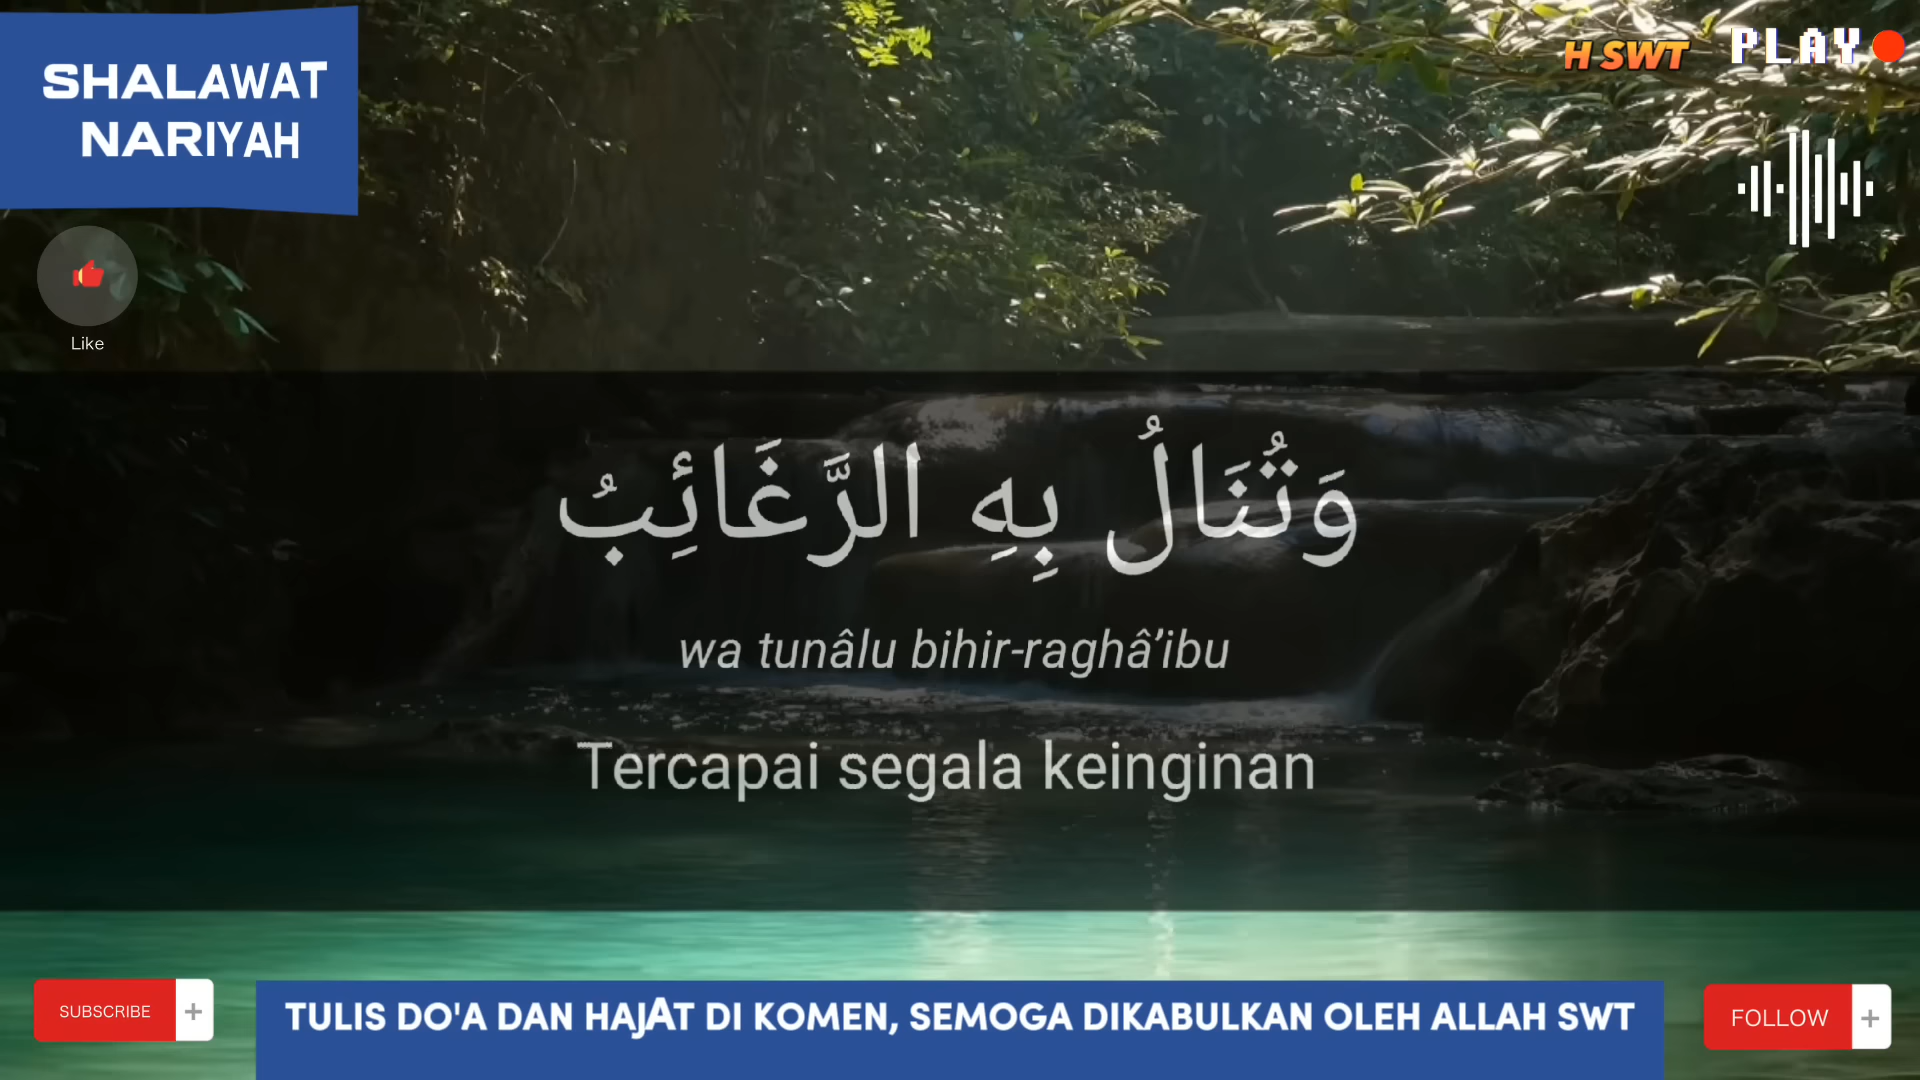 SHALAWAT
NARIYAH
H SWT
PLAY
Like
وَتُنَالُ بِهِ الرَّغَائِبُ
wa tunâlu bihir-raghâ’ibu
Tercapai segala keinginan
SUBSCRIBE +
TULIS DO'A DAN HAJAT DI KOMEN, SEMOGA DIKABULKAN OLEH ALLAH SWT
FOLLOW +